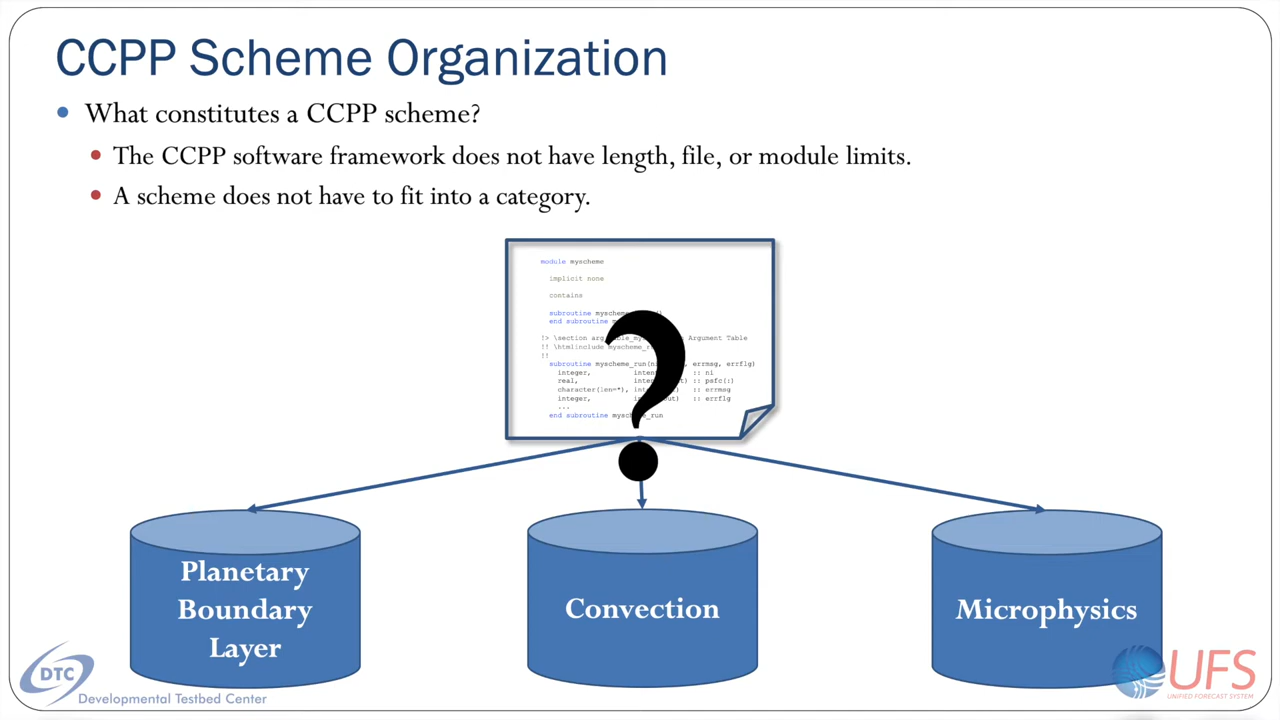 CCPP Scheme Organization
What constitutes a CCPP scheme?
The CCPP software framework does not have length, file, or module limits.
A scheme does not have to fit into a category.
module myscheme
implicit none
contains
subroutine
end subroutine
!> \section Argument Table
!! \htmlinclude
!!
subroutine myscheme_run( errmsg, errflg)
integer, :: ni
real, :: psfc(:)
character(len=*), :: errmsg
integer, :: errflg
...
end subroutine
?
Planetary
Boundary
Layer
Convection
Microphysics
DTC
Developmental Testbed Center
UFS
UNIFIED FORECAST SYSTEM